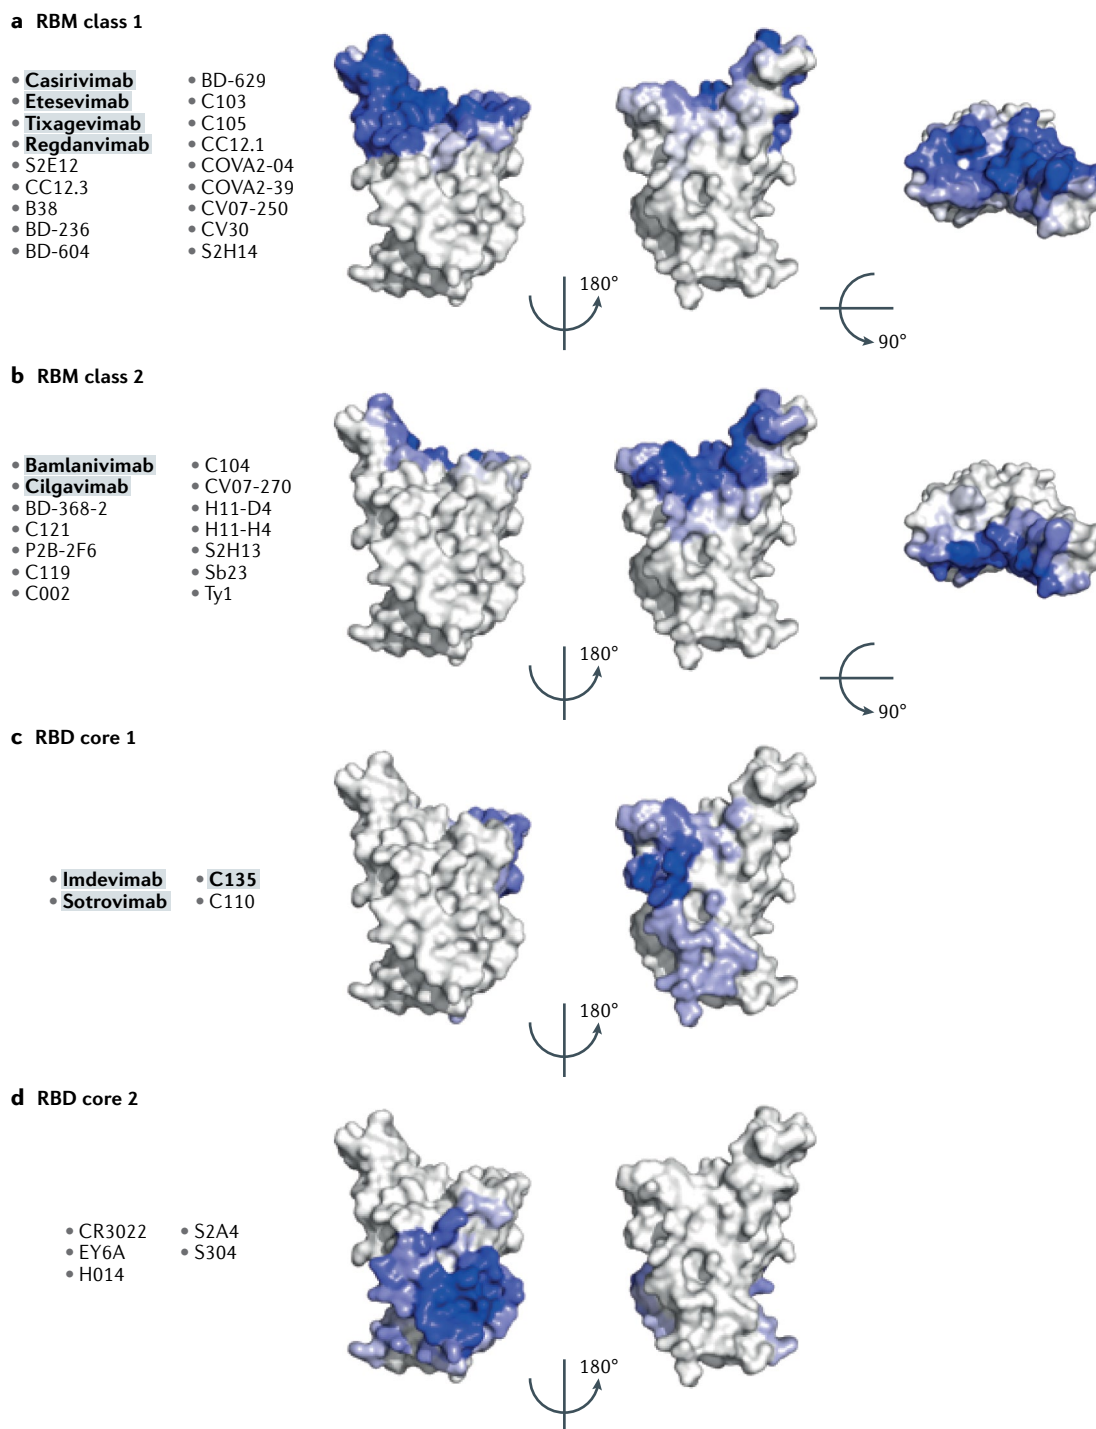 a RBM class 1
• Casirivimab
• Etesevimab
• Tixagevimab
• Regdanvimab
• S2E12
• CC12.3
• B38
• BD-236
• BD-604
• BD-629
• C103
• C105
• CC12.1
• COVA2-04
• COVA2-39
• CV07-250
• CV30
• S2H14
180°
90°
b RBM class 2
• Bamlanivimab
• Cilgavimab
• BD-368-2
• C121
• P2B-2F6
• C119
• C002
• C104
• CV07-270
• H11-D4
• H11-H4
• S2H13
• Sb23
• Ty1
180°
90°
c RBD core 1
• Imdevimab
• Sotrovimab
• C135
• C110
180°
d RBD core 2
• CR3022
• EY6A
• H014
• S2A4
• S304
180°